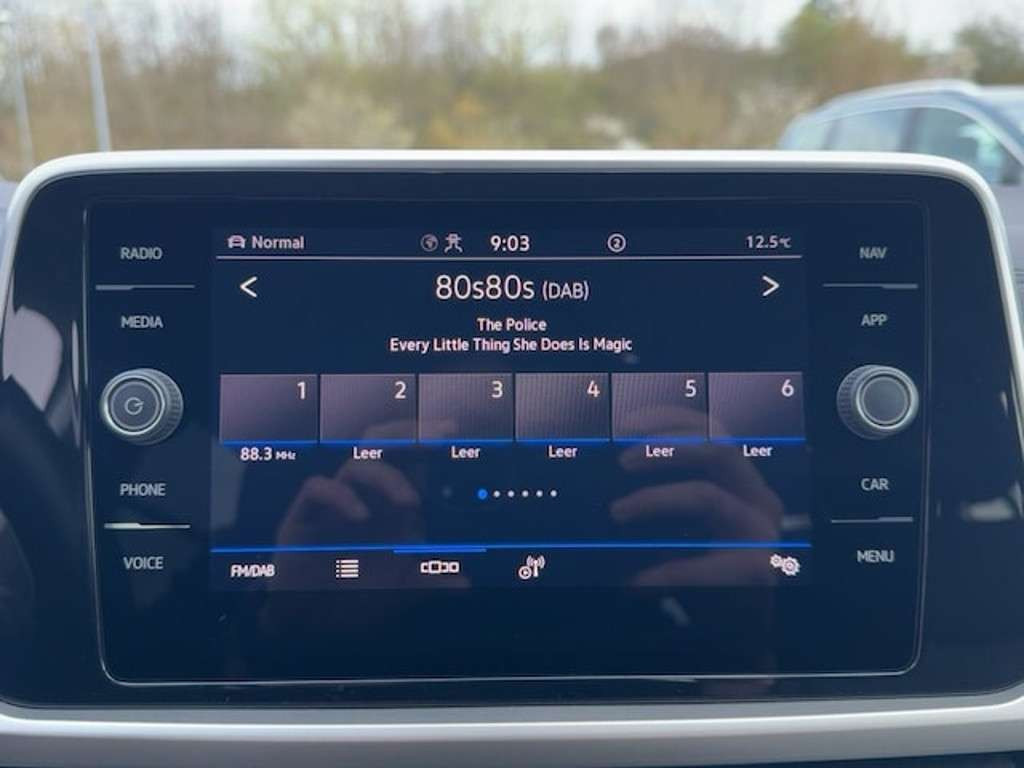 RADIO
MEDIA
PHONE
VOICE
Normal
9:03
2
12.5°C
80s80s (DAB)
The Police
Every Little Thing She Does Is Magic
1 2 3 4 5 6
88.3 MHz Leer Leer Leer Leer Leer
FM/DAB
NAV
APP
CAR
MENU